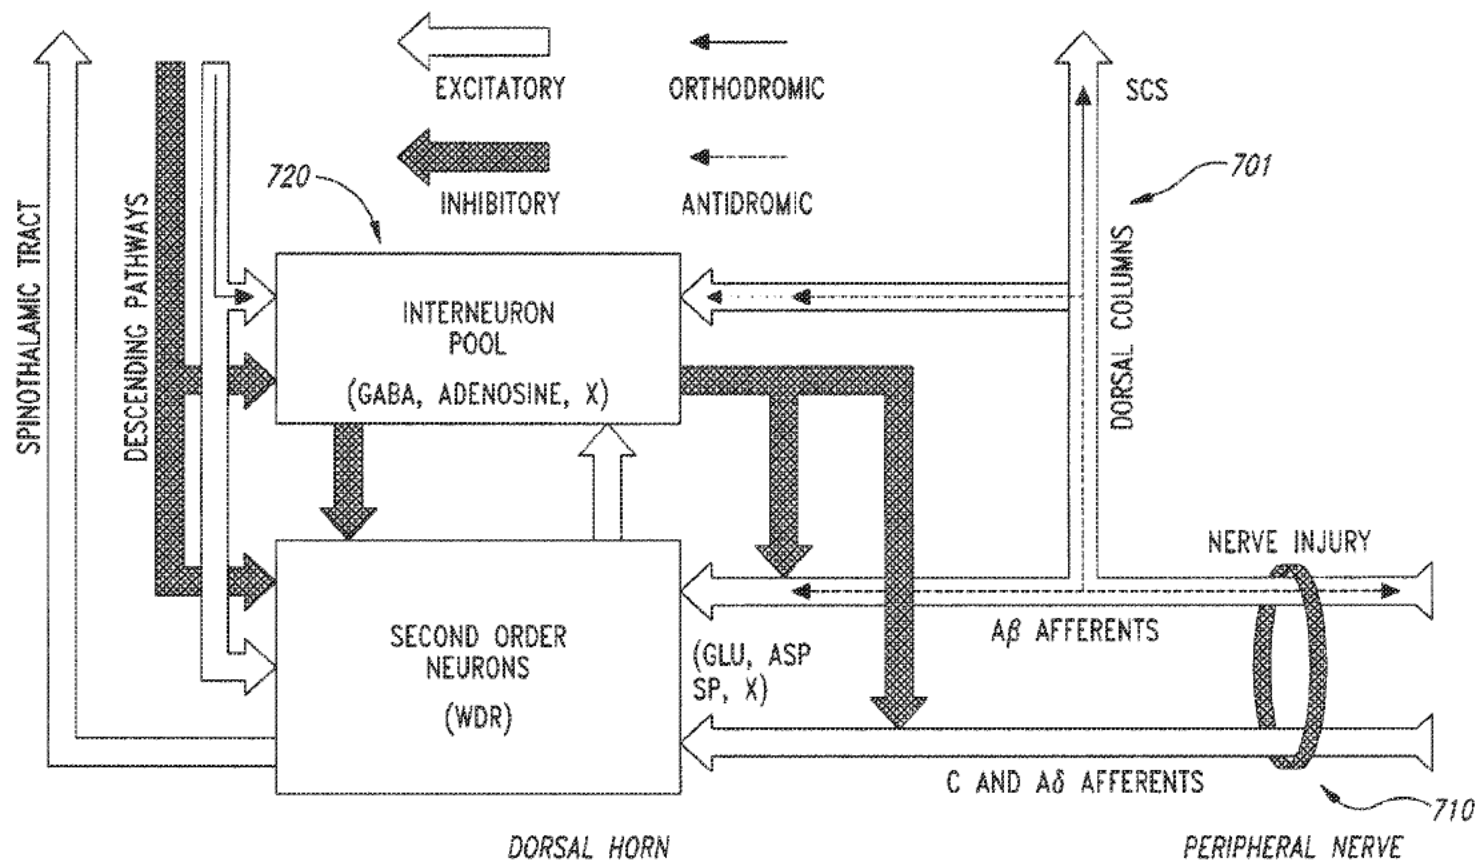 EXCITATORY
ORTHODROMIC
SCS
INHIBITORY
ANTIDROMIC
720
701
SPINOTHALAMIC TRACT
DESCENDING PATHWAYS
DORSAL COLUMNS
INTERNEURON
POOL
(GABA, ADENOSINE, X)
NERVE INJURY
Aβ AFFERENTS
SECOND ORDER
NEURONS
(WDR)
(GLU, ASP
SP, X)
C AND Aδ AFFERENTS
710
DORSAL HORN
PERIPHERAL NERVE